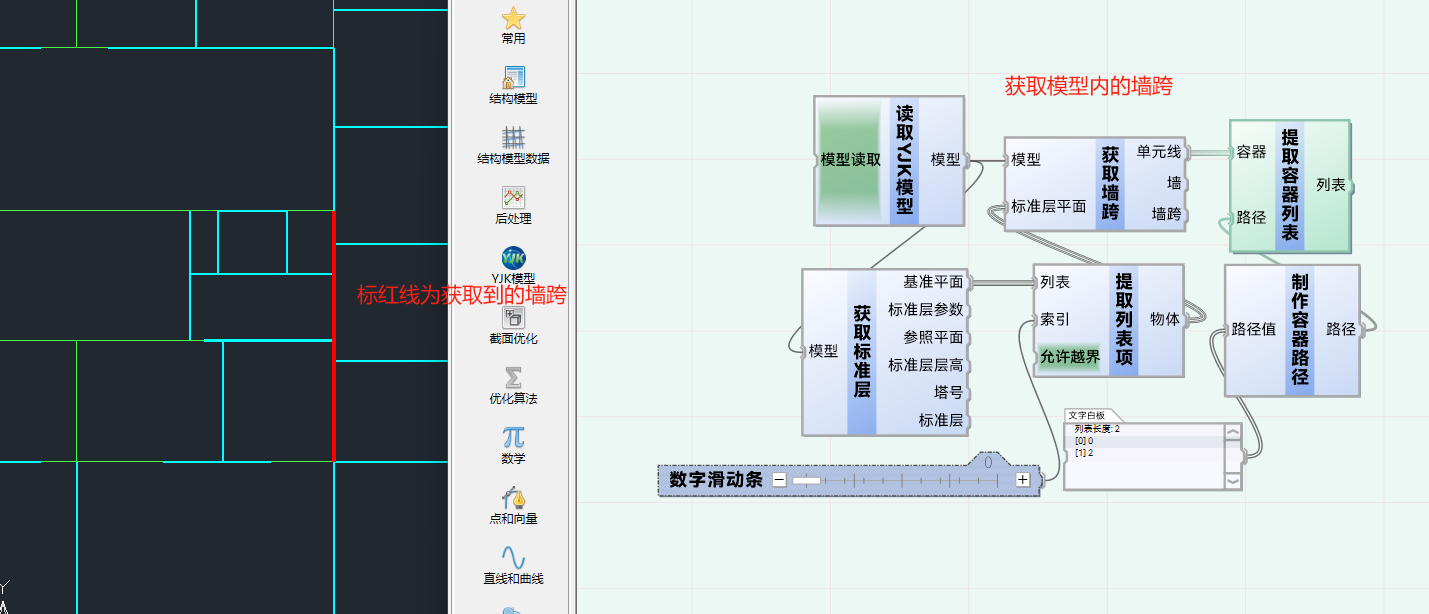 常用
结构模型
结构模型数据
后处理
YJK模型
标红线为获取到的墙跨
截面优化
优化算法
数学
点和向量
直线和曲线
Y
获取模型内的墙跨
模型读取
读取YJK模型
模型
模型
标准层平面
获取墙跨
单元线
墙
墙跨
容器
路径
提取容器列表
列表
模型
获取标准层
基准平面
标准层参数
参照平面
标准层层高
塔号
标准层
列表
索引
允许越界
提取列表项
物体
路径值
制作容器路径
路径
文字白板
列表长度: 2
[0] 0
[1] 2
数字滑动条
0